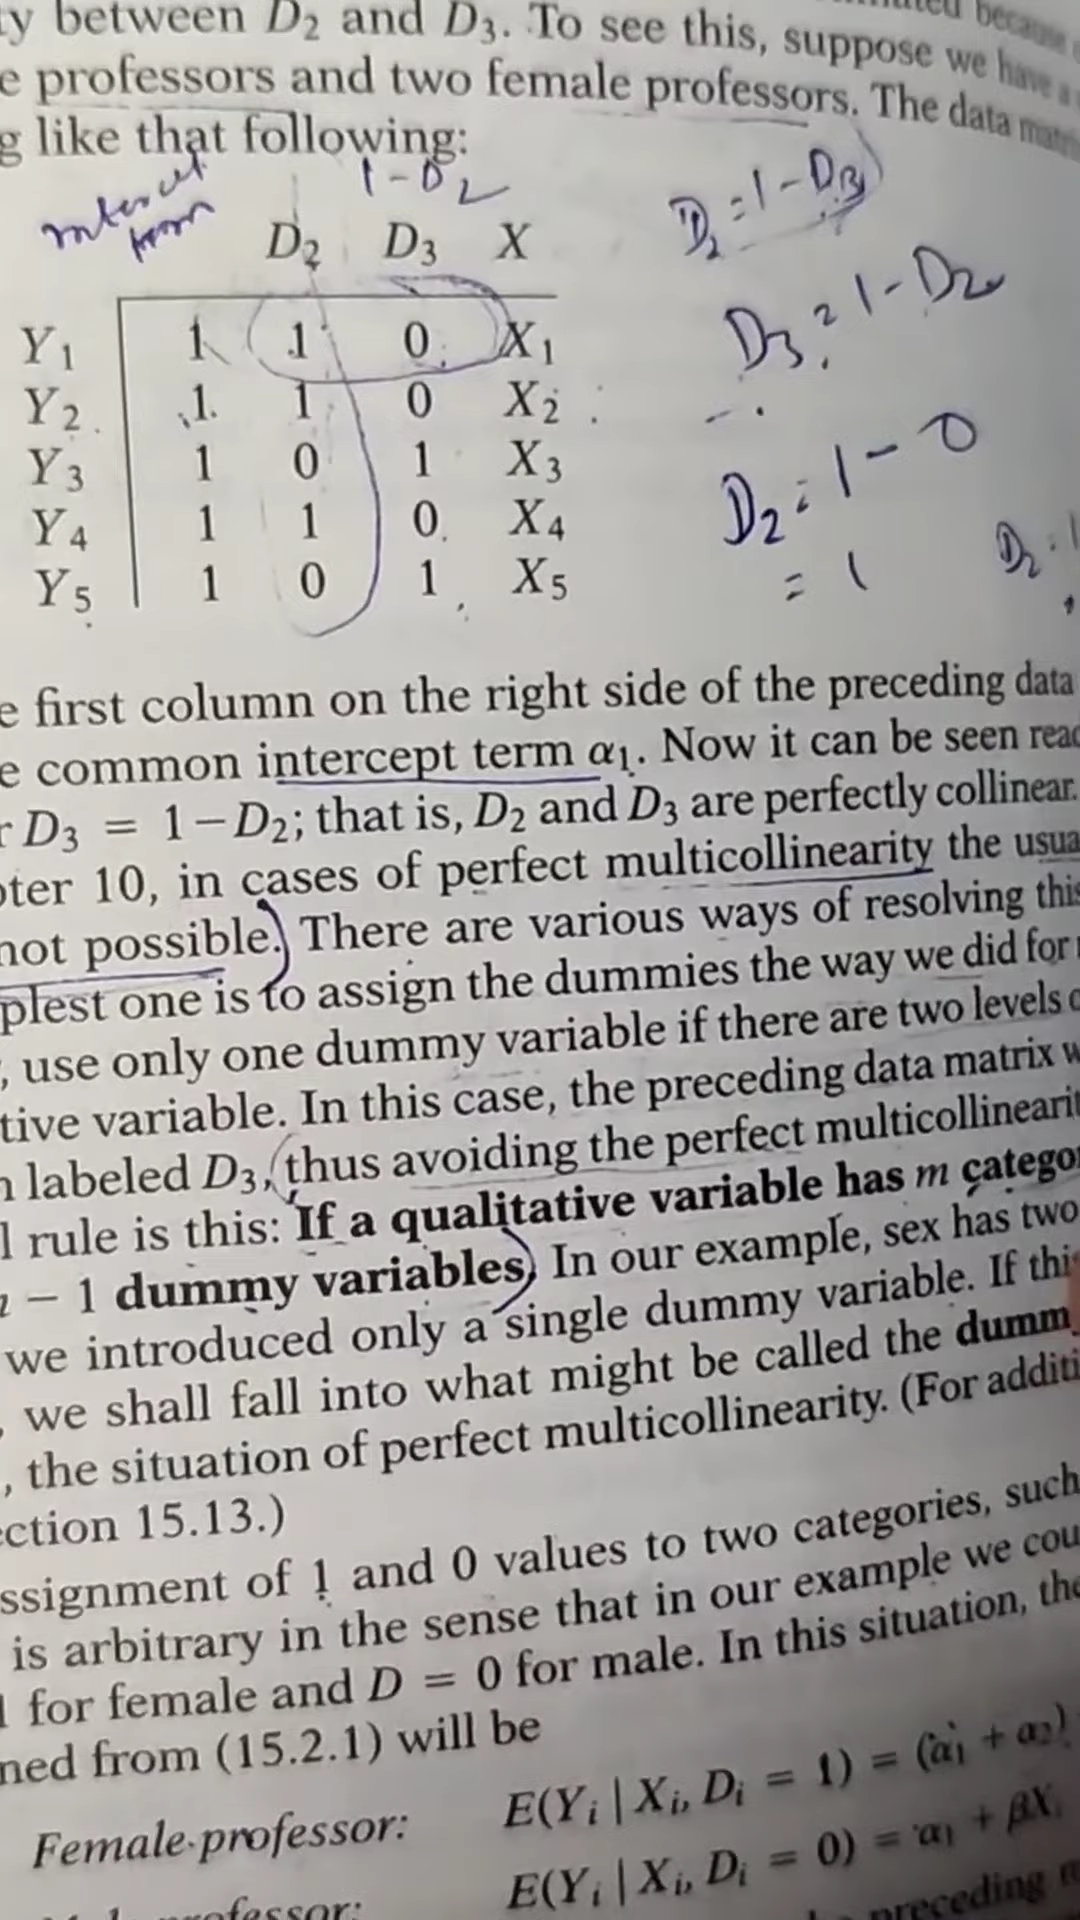 ty between D₂ and D₃. To see this, suppose we have a
e professors and two female professors. The data
g like that following:
1-D₂
D₂ D₃ X
Y₁ 1 1 0 X₁
Y₂ 1 1 0 X₂
Y₃ 1 0 1 X₃
Y₄ 1 1 0 X₄
Y₅ 1 0 1 X₅
D₂ = 1 - D₃
D₃ = 1 - D₂
D₂ = 1 - 0
= 1
e first column on the right side of the preceding data
e common intercept term α₁. Now it can be seen
r D₃ = 1 - D₂; that is, D₂ and D₃ are perfectly collinear.
pter 10, in cases of perfect multicollinearity the
not possible. There are various ways of resolving this
plest one is to assign the dummies the way we did for
, use only one dummy variable if there are two levels
tive variable. In this case, the preceding data matrix
n labeled D₃, thus avoiding the perfect
l rule is this: If a qualitative variable has m
- 1 dummy variables. In our example, sex has two
we introduced only a single dummy variable. If
, we shall fall into what might be called the
, the situation of perfect multicollinearity. (For
ection 15.13.)
ssignment of 1 and 0 values to two categories, such
is arbitrary in the sense that in our example we
1 for female and D = 0 for male. In this situation,
ned from (15.2.1) will be
Female professor: E(Yᵢ | Xᵢ, Dᵢ = 1) = (α₁ + α₂)
E(Yᵢ | Xᵢ, Dᵢ = 0) = α₁ + βXᵢ
preceding